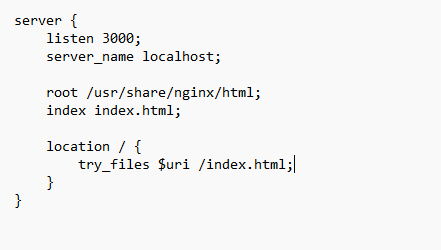 server {
    listen 3000;
    server_name localhost;

    root /usr/share/nginx/html;
    index index.html;

    location / {
        try_files $uri /index.html;
    }
}